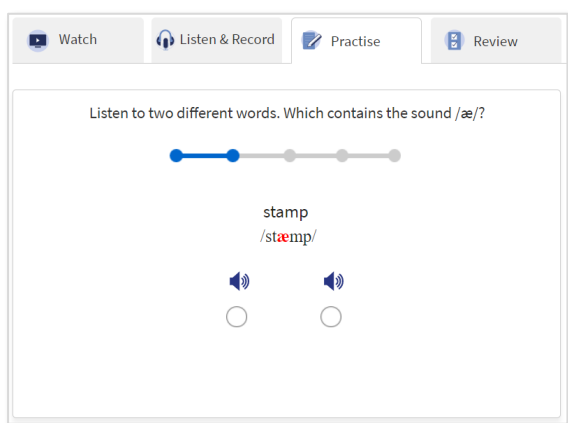 Watch
Listen & Record
Practise
Review
Listen to two different words. Which contains the sound /æ/?
stamp
/stæmp/